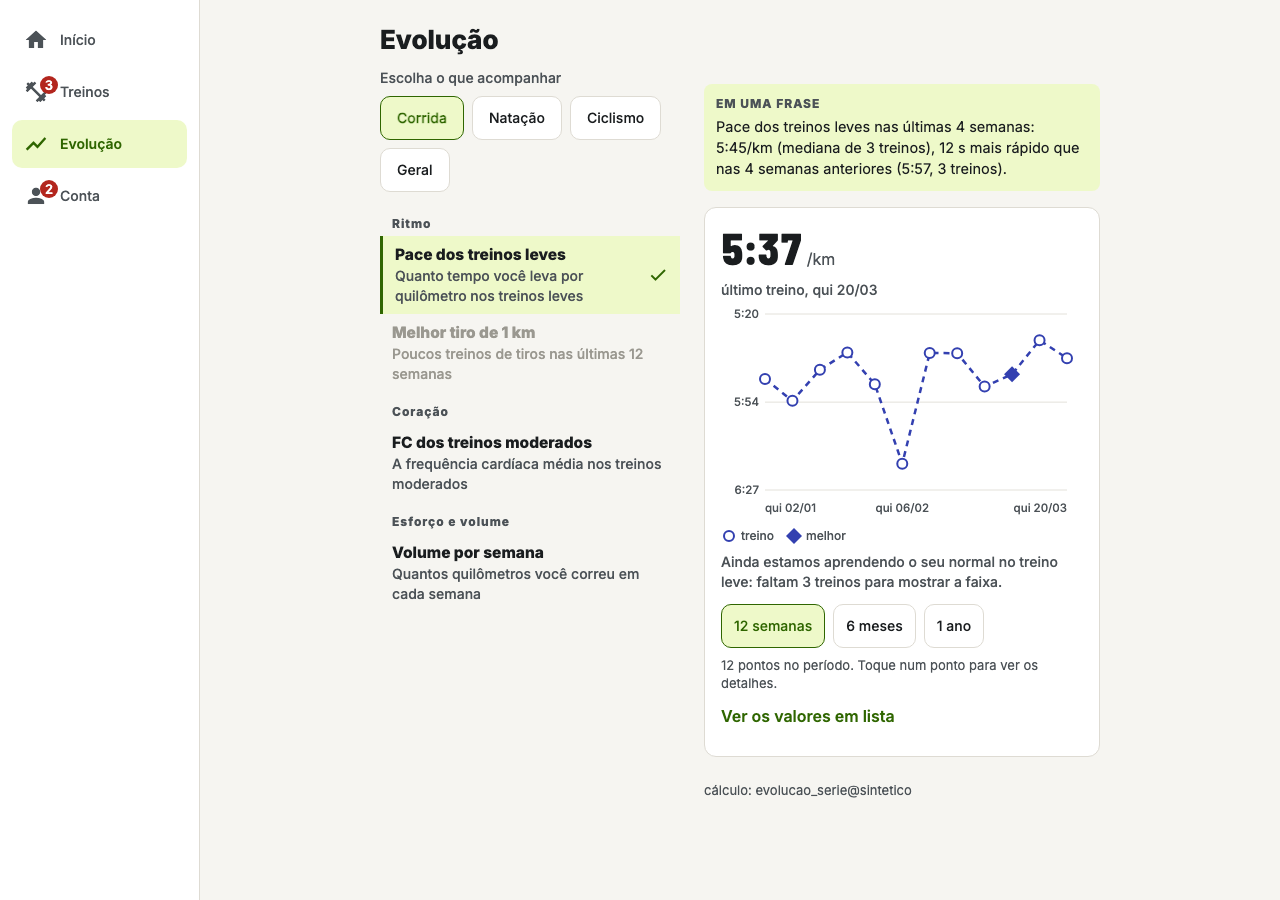 Início
3
Treinos
Evolução
2
Conta
Evolução
Escolha o que acompanhar
Corrida
Natação
Ciclismo
Geral
Ritmo
Pace dos treinos leves
Quanto tempo você leva por
quilômetro nos treinos leves
Melhor tiro de 1 km
Poucos treinos de tiros nas últimas 12
semanas
Coração
FC dos treinos moderados
A frequência cardíaca média nos treinos
moderados
Esforço e volume
Volume por semana
Quantos quilômetros você correu em
cada semana
EM UMA FRASE
Pace dos treinos leves nas últimas 4 semanas:
5:45/km (mediana de 3 treinos), 12 s mais rápido que
nas 4 semanas anteriores (5:57, 3 treinos).
5:37 /km
último treino, qui 20/03
5:20
5:54
6:27
qui 02/01 qui 06/02 qui 20/03
treino melhor
Ainda estamos aprendendo o seu normal no treino
leve: faltam 3 treinos para mostrar a faixa.
12 semanas
6 meses
1 ano
12 pontos no período. Toque num ponto para ver os
detalhes.
Ver os valores em lista
cálculo: evolucao_serie@sintetico